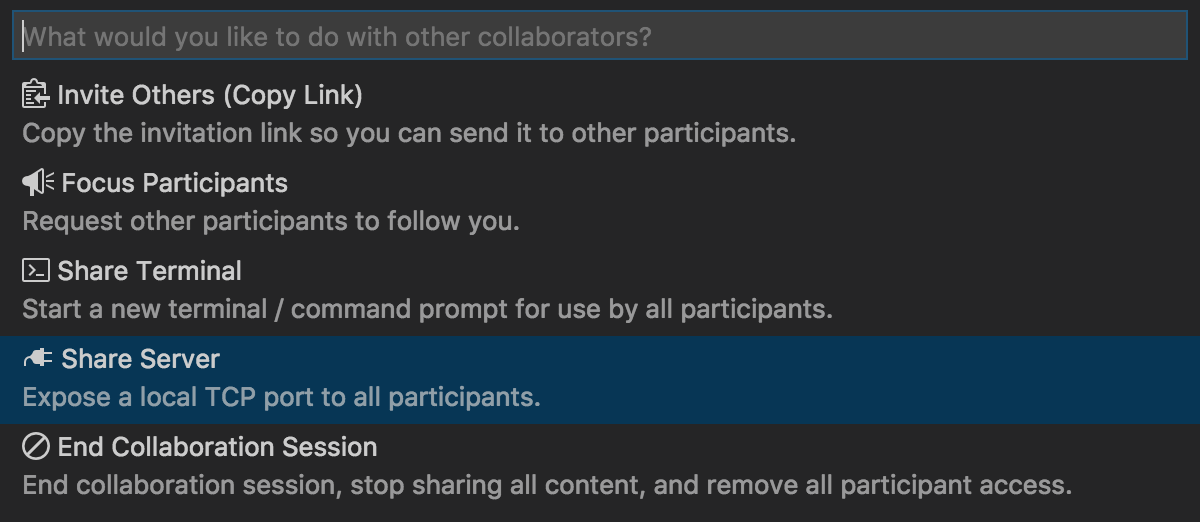 What would you like to do with other collaborators?
Invite Others (Copy Link)
Copy the invitation link so you can send it to other participants.
Focus Participants
Request other participants to follow you.
Share Terminal
Start a new terminal / command prompt for use by all participants.
Share Server
Expose a local TCP port to all participants.
End Collaboration Session
End collaboration session, stop sharing all content, and remove all participant access.